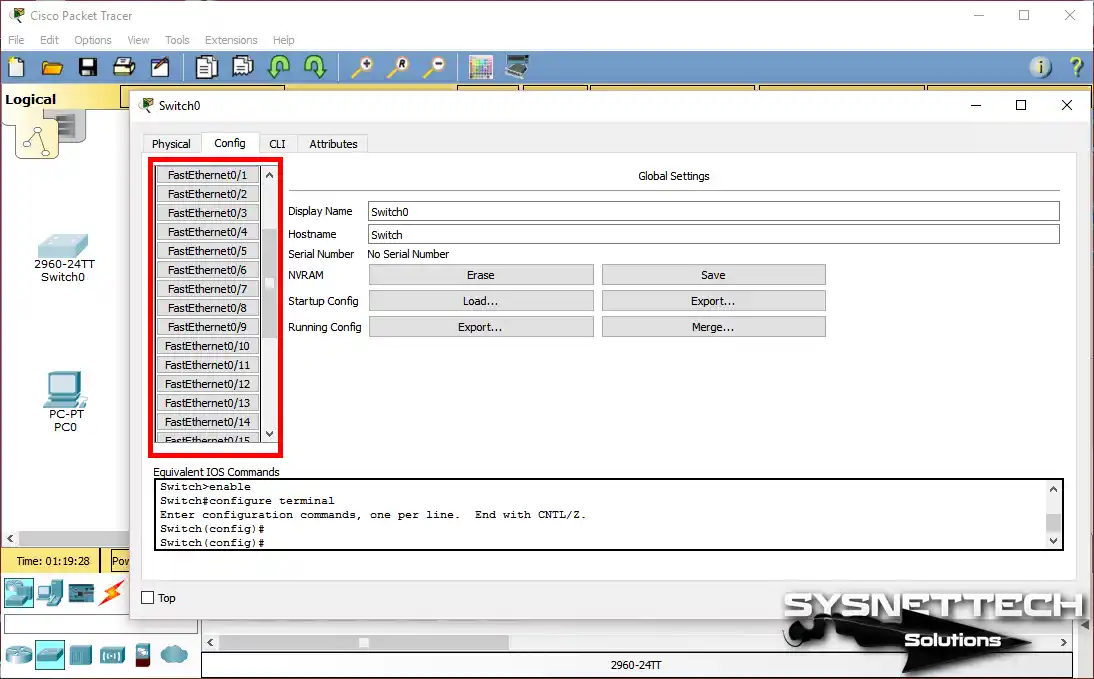 Cisco Packet Tracer
File Edit Options View Tools Extensions Help
R
i ?
Logical
Switch0
Physical Config CLI Attributes
FastEthernet0/1
FastEthernet0/2
FastEthernet0/3
FastEthernet0/4
FastEthernet0/5
FastEthernet0/6
FastEthernet0/7
FastEthernet0/8
FastEthernet0/9
FastEthernet0/10
FastEthernet0/11
FastEthernet0/12
FastEthernet0/13
FastEthernet0/14
FastEthernet0/15
Global Settings
Display Name Switch0
Hostname Switch
Serial Number No Serial Number
NVRAM Erase Save
Startup Config Load... Export...
Running Config Export... Merge...
2960-24TT
Switch0
PC-PT
PC0
Equivalent IOS Commands
Switch>enable
Switch#configure terminal
Enter configuration commands, one per line.  End with CNTL/Z.
Switch(config)#
Switch(config)#
Time: 01:19:28 Pow
Top
2960-24TT
SYSNETTECH
Solutions